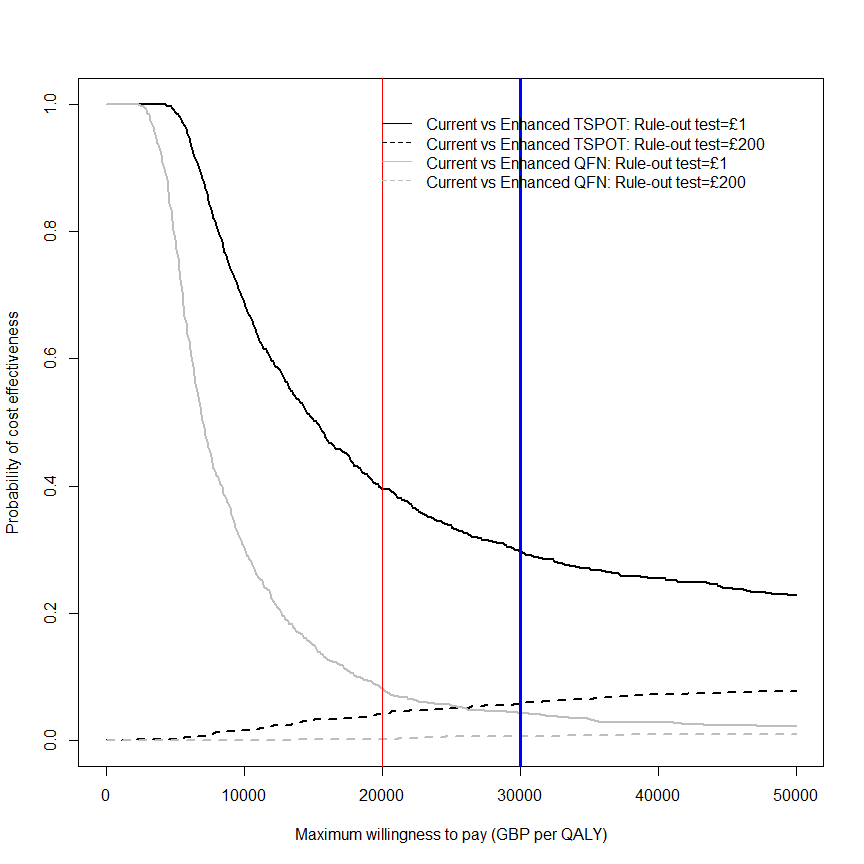 Current vs Enhanced TSPOT: Rule-out test=£1
Current vs Enhanced TSPOT: Rule-out test=£200
Current vs Enhanced QFN: Rule-out test=£1
Current vs Enhanced QFN: Rule-out test=£200
Probability of cost effectiveness
1.0
0.8
0.6
0.4
0.2
0.0
0 10000 20000 30000 40000 50000
Maximum willingness to pay (GBP per QALY)